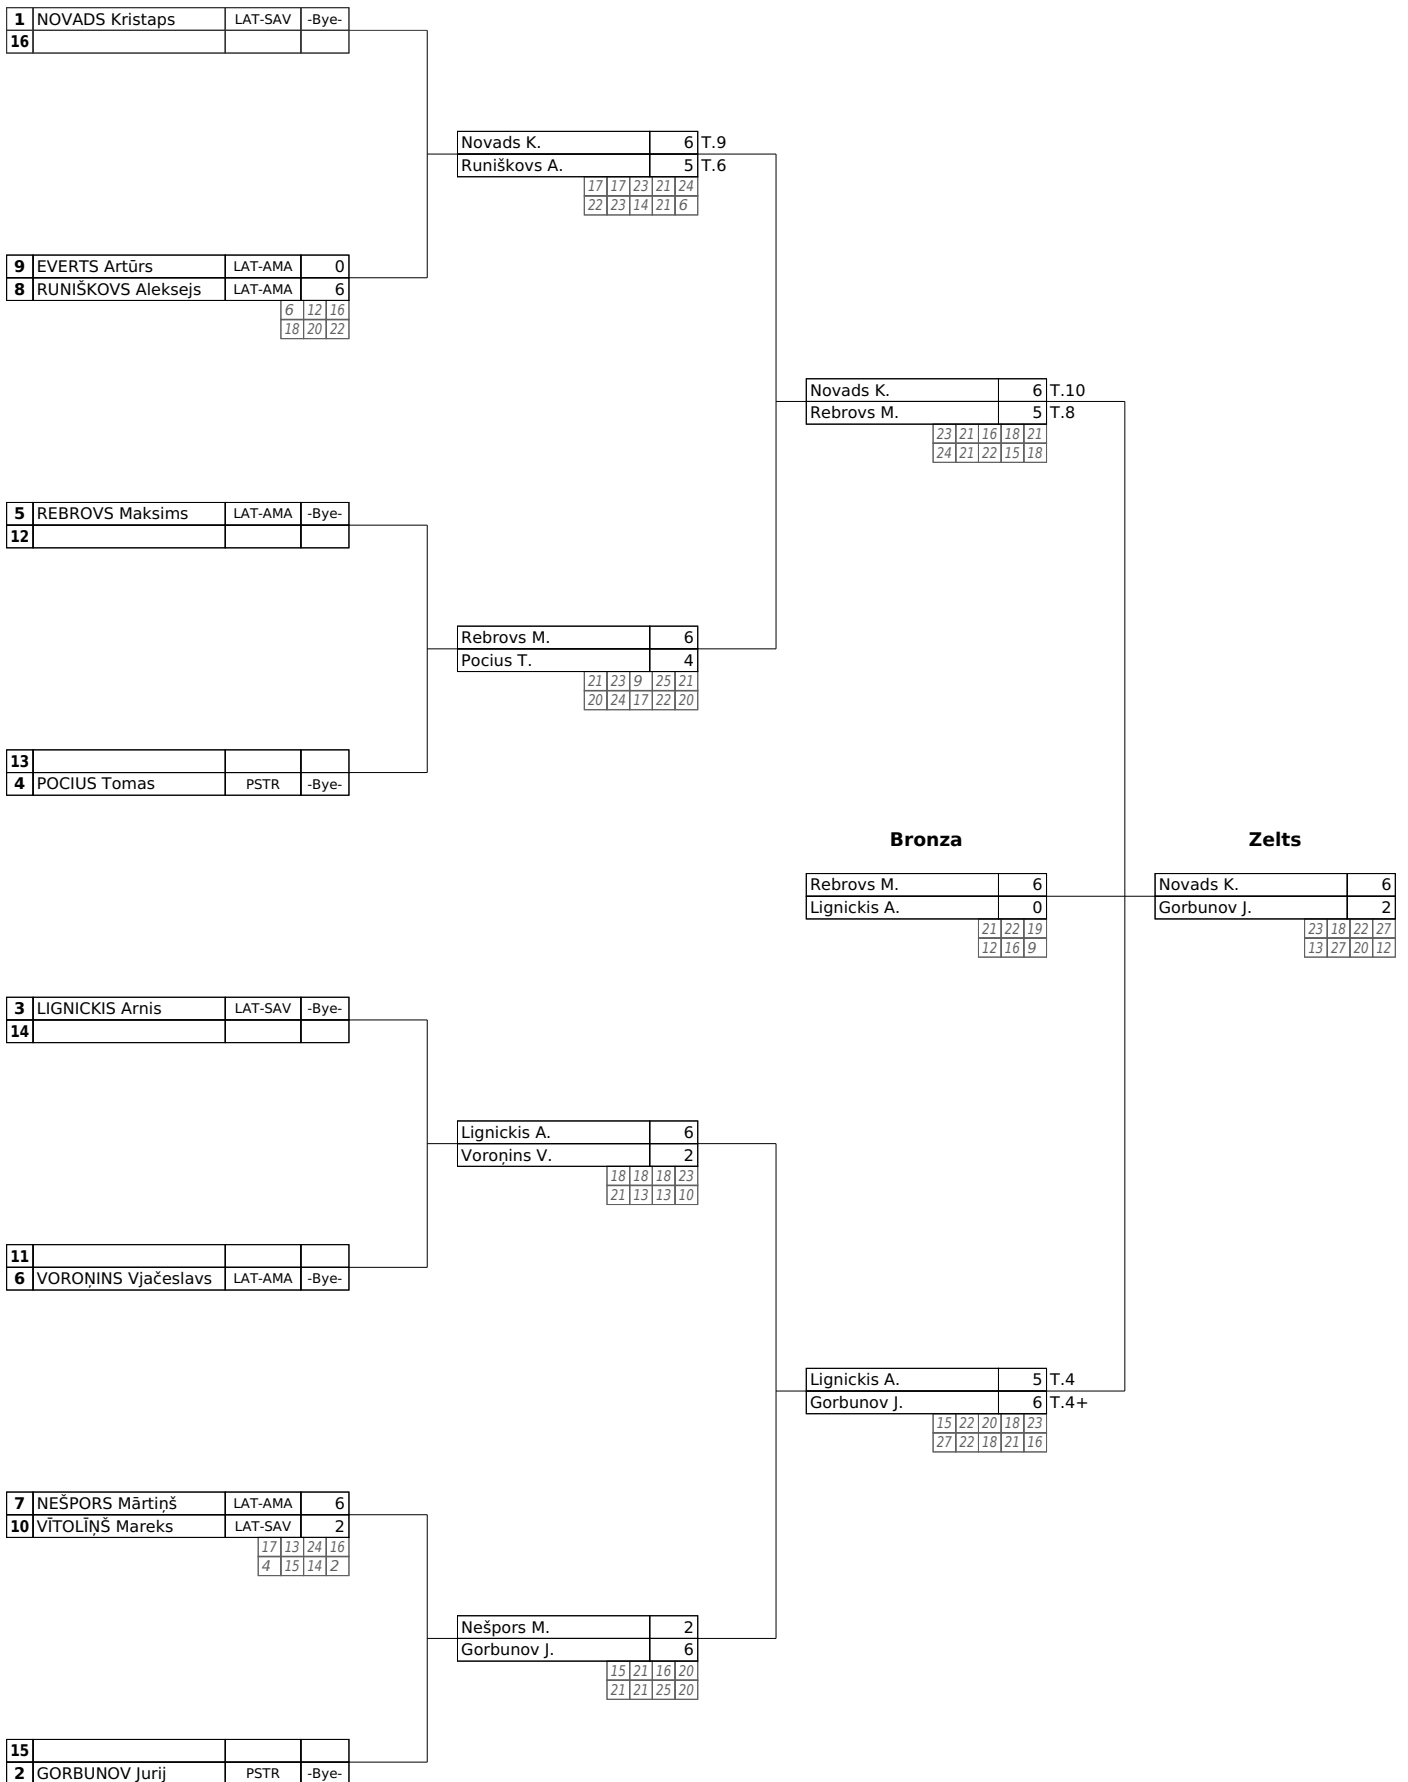 1 NOVADS Kristaps LAT-SAV -Bye-
16
Novads K. 6 T.9
Runiškovs A. 5 T.6
17 17 23 21 24
22 23 14 21 6
9 EVERTS Artūrs LAT-AMA 0
8 RUNIŠKOVS Aleksejs LAT-AMA 6
6 12 16
18 20 22
Novads K. 6 T.10
Rebrovs M. 5 T.8
23 21 16 18 21
24 21 22 15 18
5 REBROVS Maksims LAT-AMA -Bye-
12
Rebrovs M. 6
Pocius T. 4
21 23 9 25 21
20 24 17 22 20
13
4 POCIUS Tomas PSTR -Bye-
Bronza Zelts
Rebrovs M. 6 Novads K. 6
Lignickis A. 0 Gorbunov J. 2
21 22 19 23 18 22 27
12 16 9 13 27 20 12
3 LIGNICKIS Arnis LAT-SAV -Bye-
14
Lignickis A. 6
Voroņins V. 2
18 18 18 23
21 13 13 10
11
6 VOROŅINS Vjačeslavs LAT-AMA -Bye-
Lignickis A. 5 T.4
Gorbunov J. 6 T.4+
15 22 20 18 23
27 22 18 21 16
7 NEŠPORS Mārtiņš LAT-AMA 6
10 VĪTOLĪŅŠ Mareks LAT-SAV 2
17 13 24 16
4 15 14 2
Nešpors M. 2
Gorbunov J. 6
15 21 16 20
21 21 25 20
15
2 GORBUNOV Jurij PSTR -Bye-